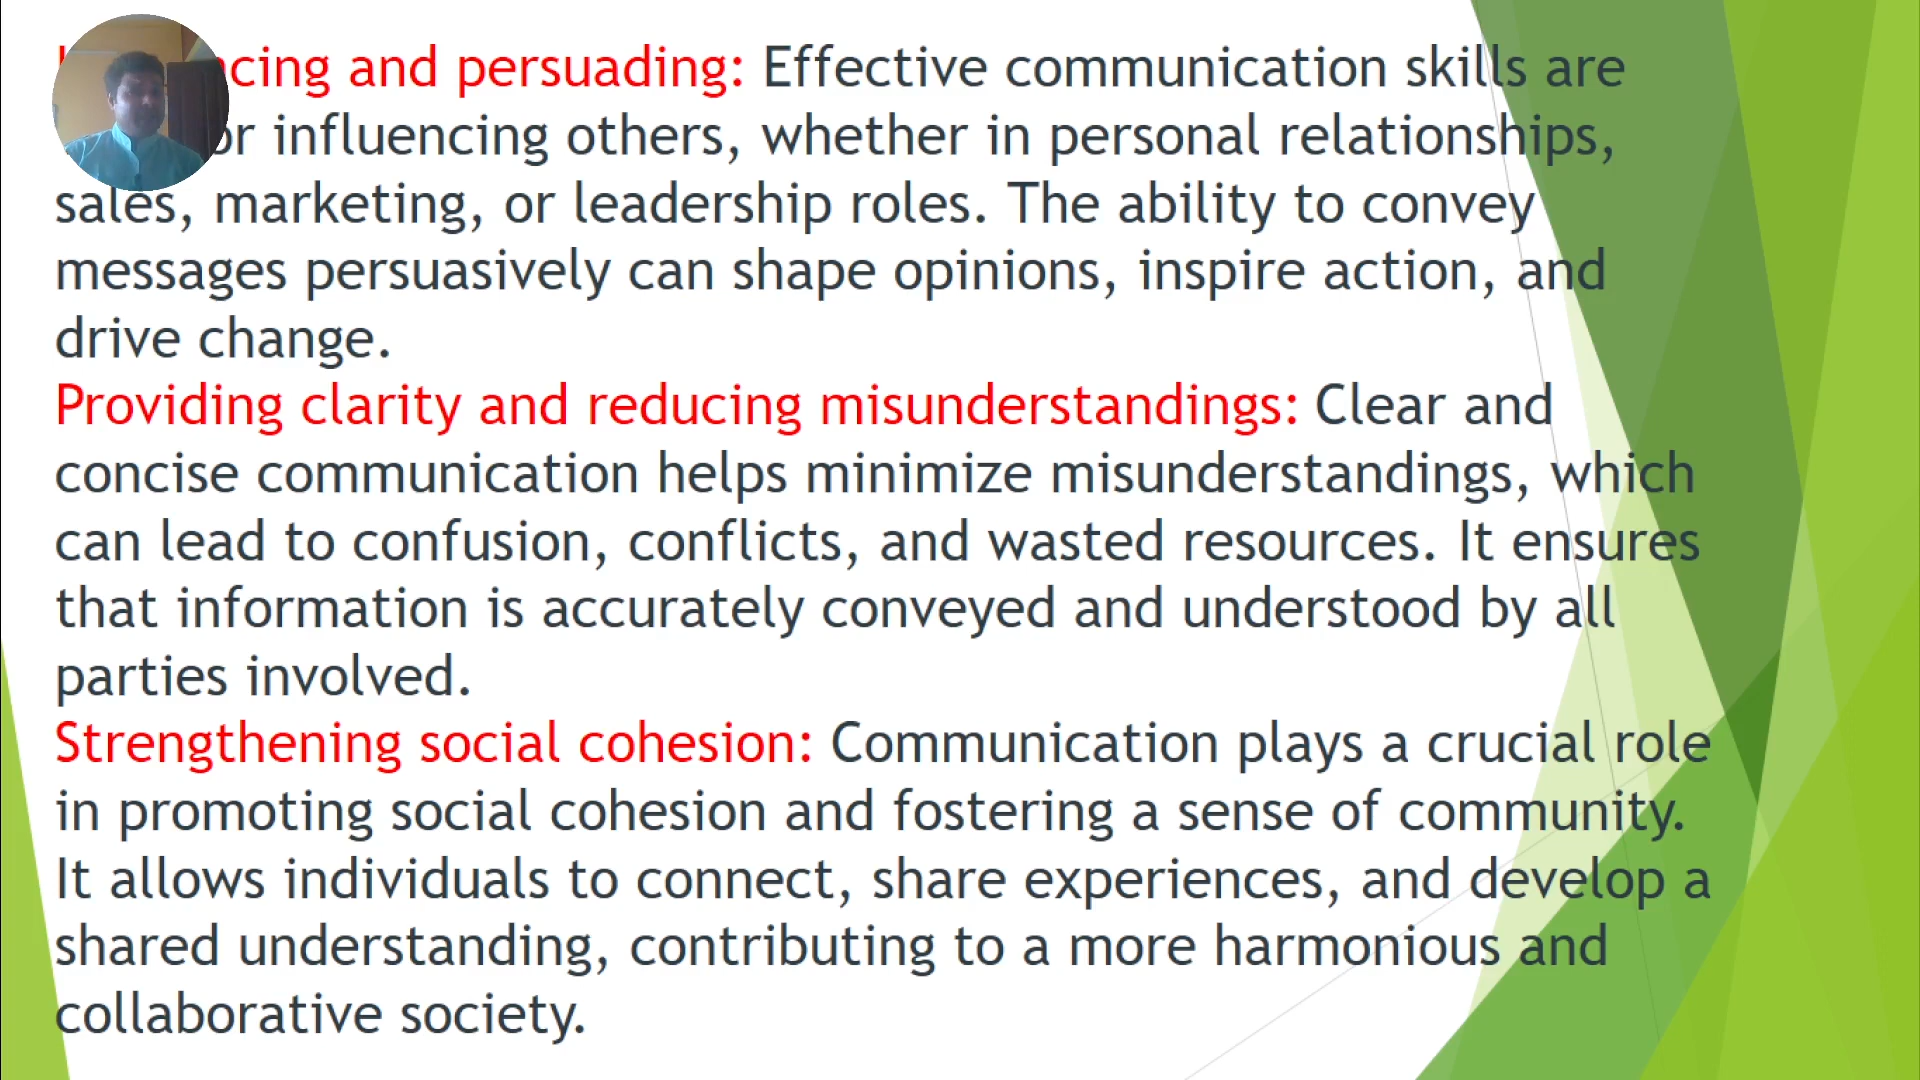 and persuading: Effective communication skills are
influencing others, whether in personal relationships,
sales, marketing, or leadership roles. The ability to convey
messages persuasively can shape opinions, inspire action, and
drive change.
Providing clarity and reducing misunderstandings: Clear and
concise communication helps minimize misunderstandings, which
can lead to confusion, conflicts, and wasted resources. It ensures
that information is accurately conveyed and understood by all
parties involved.
Strengthening social cohesion: Communication plays a crucial role
in promoting social cohesion and fostering a sense of community.
It allows individuals to connect, share experiences, and develop a
shared understanding, contributing to a more harmonious and
collaborative society.